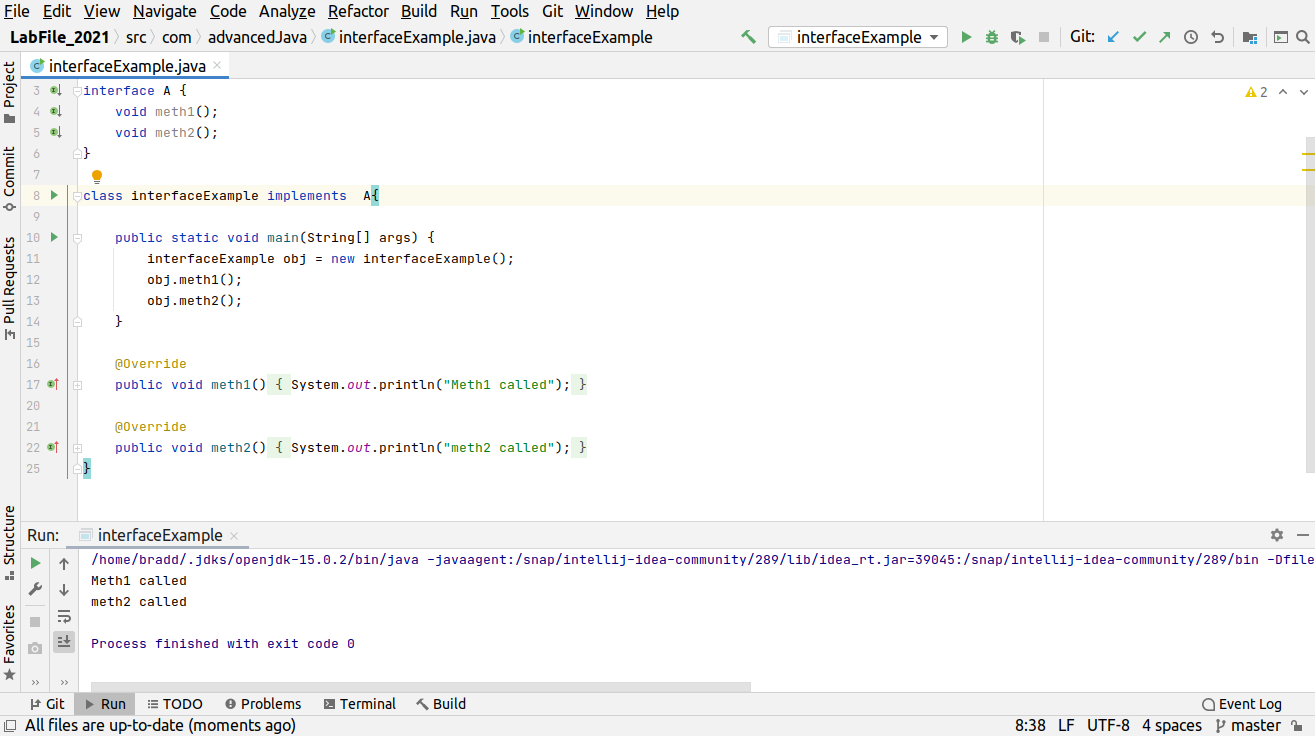 File Edit View Navigate Code Analyze Refactor Build Run Tools Git Window Help
LabFile_2021 src com advancedJava interfaceExample.java interfaceExample interfaceExample Git:
interfaceExample.java
Project
Commit
Pull Requests
Structure
Favorites
2
3 interface A {
4 void meth1();
5 void meth2();
6 }
7
8 class interfaceExample implements  A{
9
10 public static void main(String[] args) {
11 interfaceExample obj = new interfaceExample();
12 obj.meth1();
13 obj.meth2();
14 }
15
16 @Override
17 public void meth1() { System.out.println("Meth1 called"); }
20
21 @Override
22 public void meth2() { System.out.println("meth2 called"); }
25 }
Run: interfaceExample
/home/bradd/.jdks/openjdk-15.0.2/bin/java -javaagent:/snap/intellij-idea-community/289/lib/idea_rt.jar=39045:/snap/intellij-idea-community/289/bin -Dfile
Meth1 called
meth2 called
Process finished with exit code 0
Git Run TODO Problems Terminal Build Event Log
All files are up-to-date (moments ago) 8:38 LF UTF-8 4 spaces master